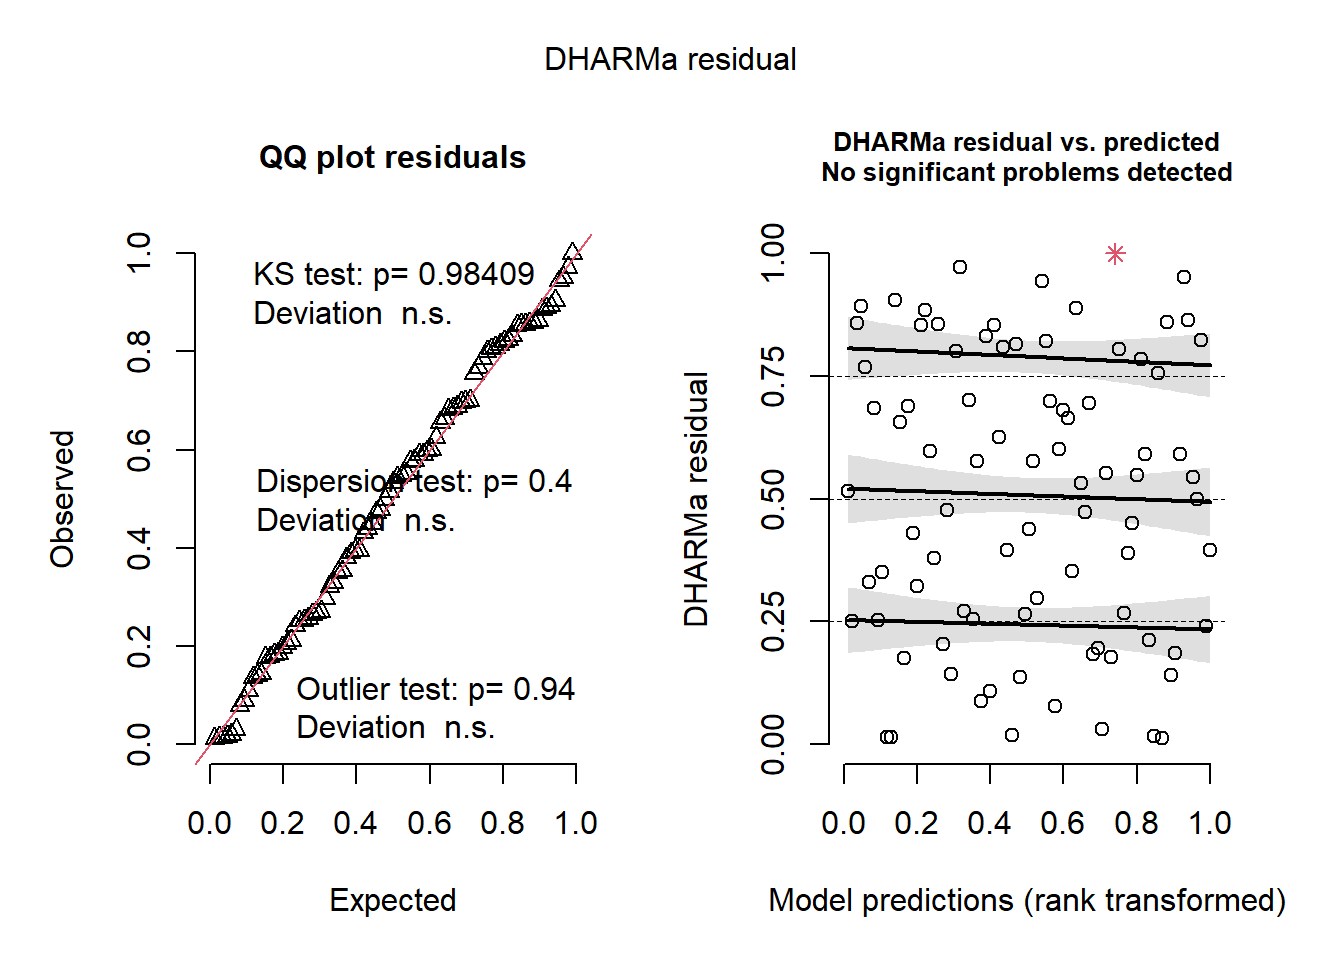 DHARMa residual
QQ plot residuals
KS test: p= 0.98409
Deviation  n.s.
Dispersion test: p= 0.4
Deviation  n.s.
Outlier test: p= 0.94
Deviation  n.s.
Observed
0.0
0.2
0.4
0.6
0.8
1.0
0.0 0.2 0.4 0.6 0.8 1.0
Expected
DHARMa residual vs. predicted
No significant problems detected
DHARMa residual
0.00
0.25
0.50
0.75
1.00
0.0 0.2 0.4 0.6 0.8 1.0
Model predictions (rank transformed)